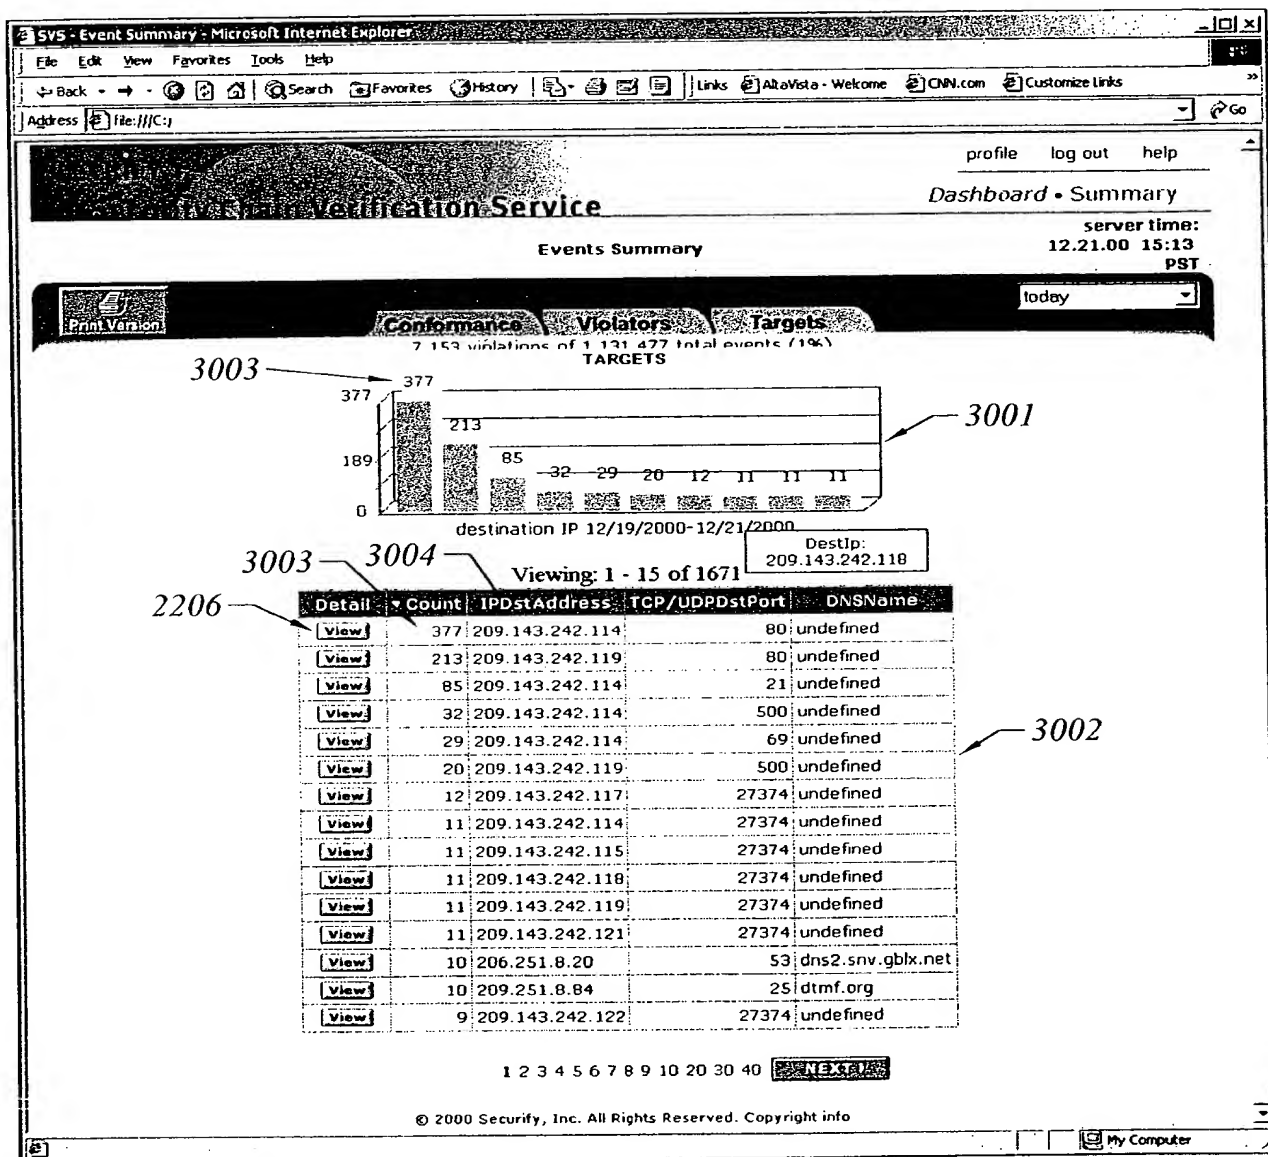 SVS - Event Summary - Microsoft Internet Explorer
File Edit View Favorites Tools Help
Back Search Favorites History Links AltaVista - Welcome CNN.com Customize Links »
Address file:///C:/ Go
profile log out help
Verification Service
Dashboard • Summary
Events Summary
server time:
12.21.00 15:13
PST
Print Version
today
Conformance Violators Targets
7,153 violations of 1,131,477 total events (1%)
TARGETS
3003
377
377
213
3001
189
85
32 29 20 12 11 11 11
0
destination IP 12/19/2000-12/21/2000
DestIp:
209.143.242.118
3003 3004
Viewing: 1 - 15 of 1671
2206
Detail Count IPDstAddress TCP/UDPDstPort DNSName
View 377 209.143.242.114 80 undefined
View 213 209.143.242.119 80 undefined
View 85 209.143.242.114 21 undefined
View 32 209.143.242.114 500 undefined
View 29 209.143.242.114 69 undefined
3002
View 20 209.143.242.119 500 undefined
View 12 209.143.242.117 27374 undefined
View 11 209.143.242.114 27374 undefined
View 11 209.143.242.115 27374 undefined
View 11 209.143.242.118 27374 undefined
View 11 209.143.242.119 27374 undefined
View 11 209.143.242.121 27374 undefined
View 10 206.251.8.20 53 dns2.snv.gblx.net
View 10 209.251.8.84 25 dtmf.org
View 9 209.143.242.122 27374 undefined
1 2 3 4 5 6 7 8 9 10 20 30 40 NEXT
© 2000 Securify, Inc. All Rights Reserved. Copyright info
My Computer